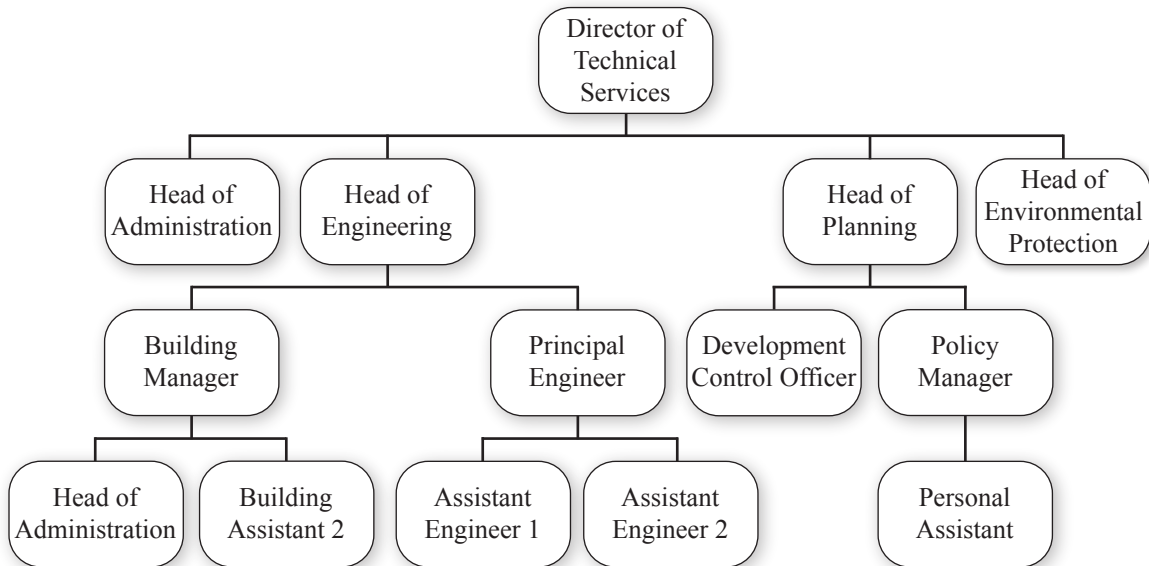 Director of
Technical
Services
Head of
Administration
Head of
Engineering
Head of
Planning
Head of
Environmental
Protection
Building
Manager
Principal
Engineer
Development
Control Officer
Policy
Manager
Head of
Administration
Building
Assistant 2
Assistant
Engineer 1
Assistant
Engineer 2
Personal
Assistant